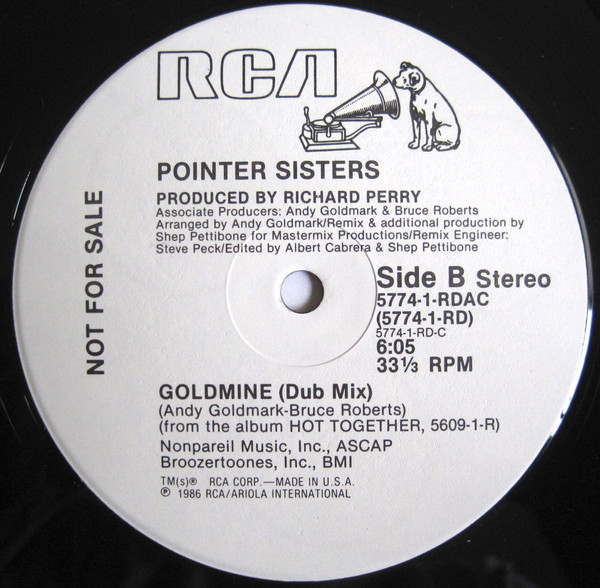 RCA
POINTER SISTERS
PRODUCED BY RICHARD PERRY
Associate Producers: Andy Goldmark & Bruce Roberts
Arranged by Andy Goldmark/Remix & additional production by
Shep Pettibone for Mastermix Productions/Remix Engineer:
Steve Peck/Edited by Albert Cabrera & Shep Pettibone
NOT FOR SALE
Side B Stereo
5774-1-RDAC
(5774-1-RD)
5774-1-RD-C
6:05
33⅓ RPM
GOLDMINE (Dub Mix)
(Andy Goldmark-Bruce Roberts)
(from the album HOT TOGETHER, 5609-1-R)
Nonpareil Music, Inc., ASCAP
Broozertoones, Inc., BMI
TM(s)® RCA CORP.—MADE IN U.S.A.
℗ 1986 RCA/ARIOLA INTERNATIONAL